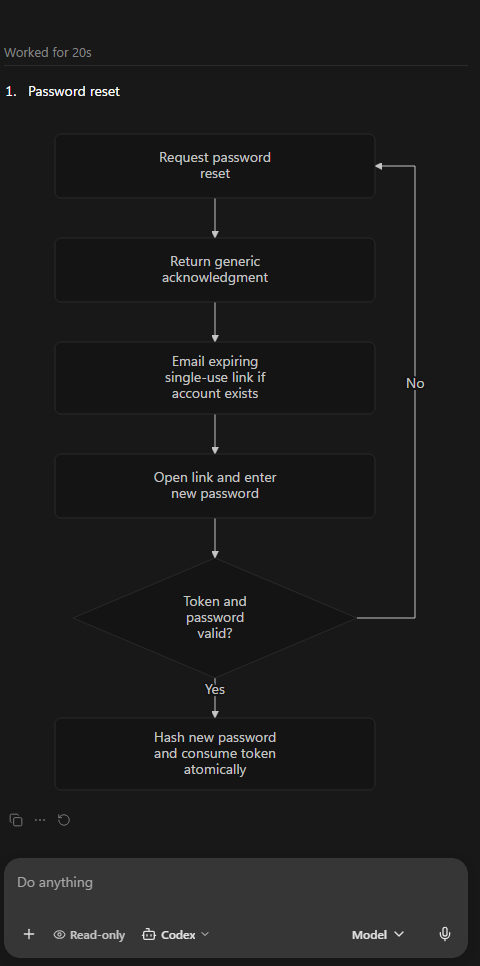 Worked for 20s
1. Password reset
Request password
reset
Return generic
acknowledgment
Email expiring
single-use link if
account exists
No
Open link and enter
new password
Token and
password
valid?
Yes
Hash new password
and consume token
atomically
Do anything
Read-only Codex Model